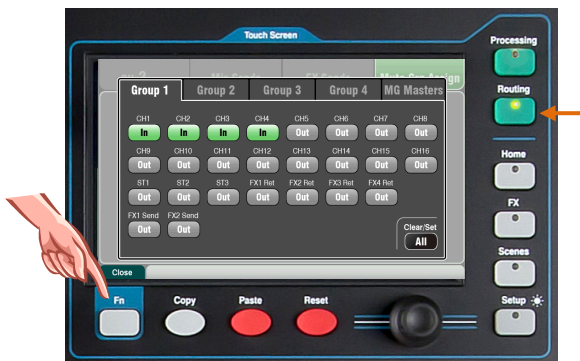 Touch Screen
Processing
Mute Grp Assign
Group 1 Group 2 Group 3 Group 4 MG Masters
Routing
CH1 CH2 CH3 CH4 CH5 CH6 CH7 CH8
In In In In Out Out Out Out
CH9 CH10 CH11 CH12 CH13 CH14 CH15 CH16
Out Out Out Out Out Out Out Out
Home
ST1 ST2 ST3 FX1 Ret FX2 Ret FX3 Ret FX4 Ret
Out Out Out Out Out Out Out
FX
FX1 Send FX2 Send
Out Out
Clear/Set
All
Scenes
Close
Fn Copy Paste Reset Setup